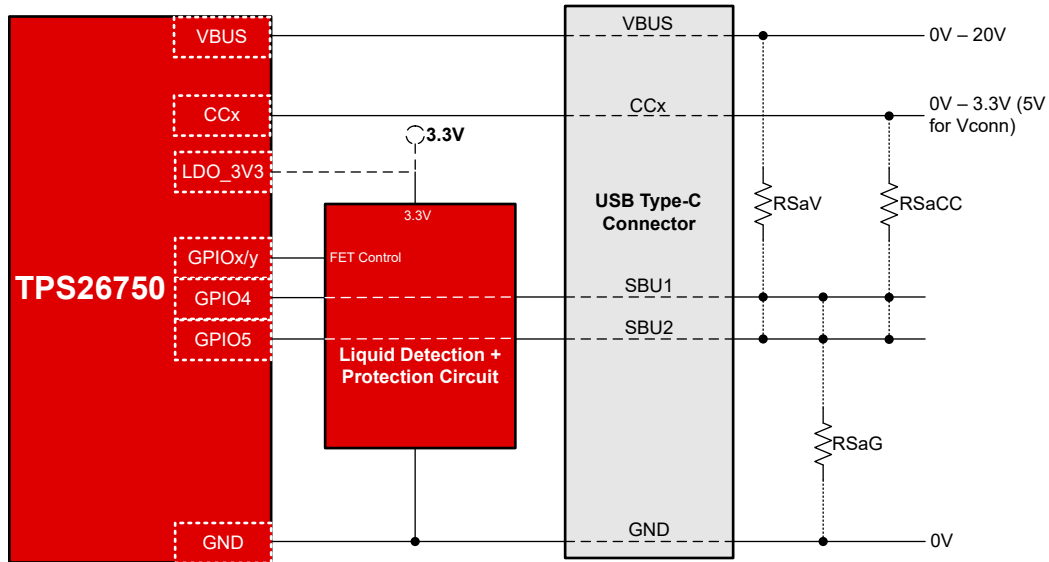 VBUS
VBUS
0V – 20V
CCx
CCx
0V – 3.3V (5V
for Vconn)
3.3V
LDO_3V3
3.3V
USB Type-C
Connector
RSaV
RSaCC
GPIOx/y
FET Control
TPS26750
GPIO4
SBU1
GPIO5
SBU2
Liquid Detection +
Protection Circuit
RSaG
GND
GND
0V